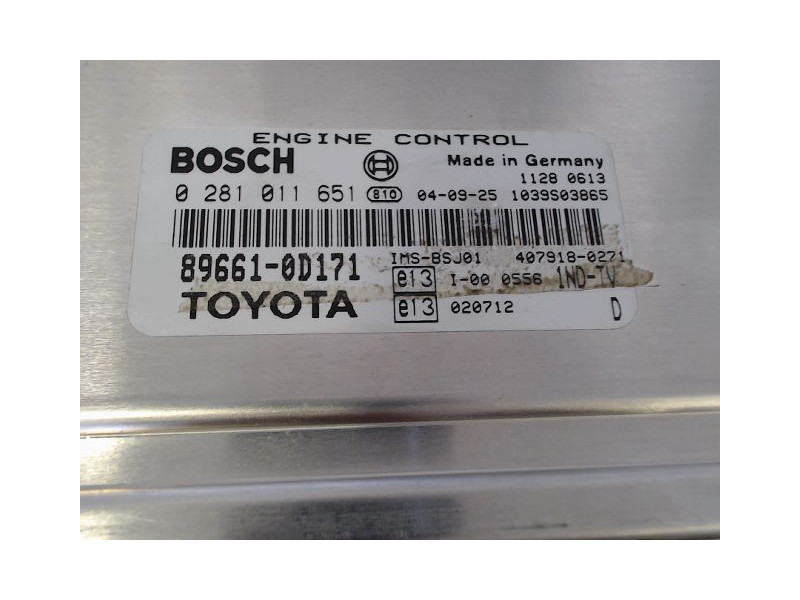 ENGINE CONTROL
BOSCH Made in Germany
1128 0613
0 281 011 651 810 04-09-25 1039S03865
89661-0D171 IMS-BSJ01 407918-0271
e13 I-00 0556 1ND-TV
TOYOTA e13 020712 D